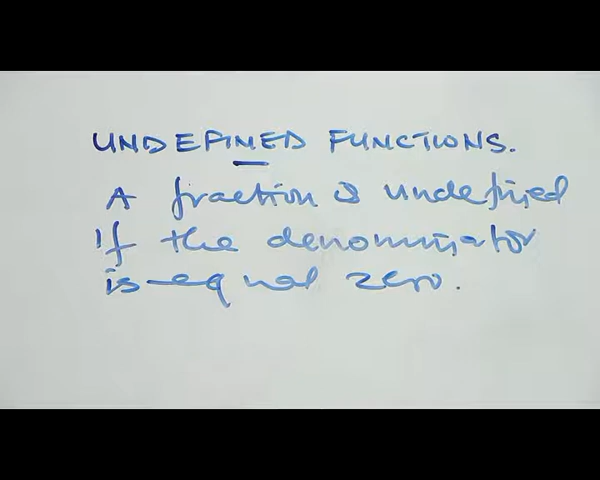 UNDEFINED FUNCTIONS.
A fraction is undefined
If the denominator
is equal zero.